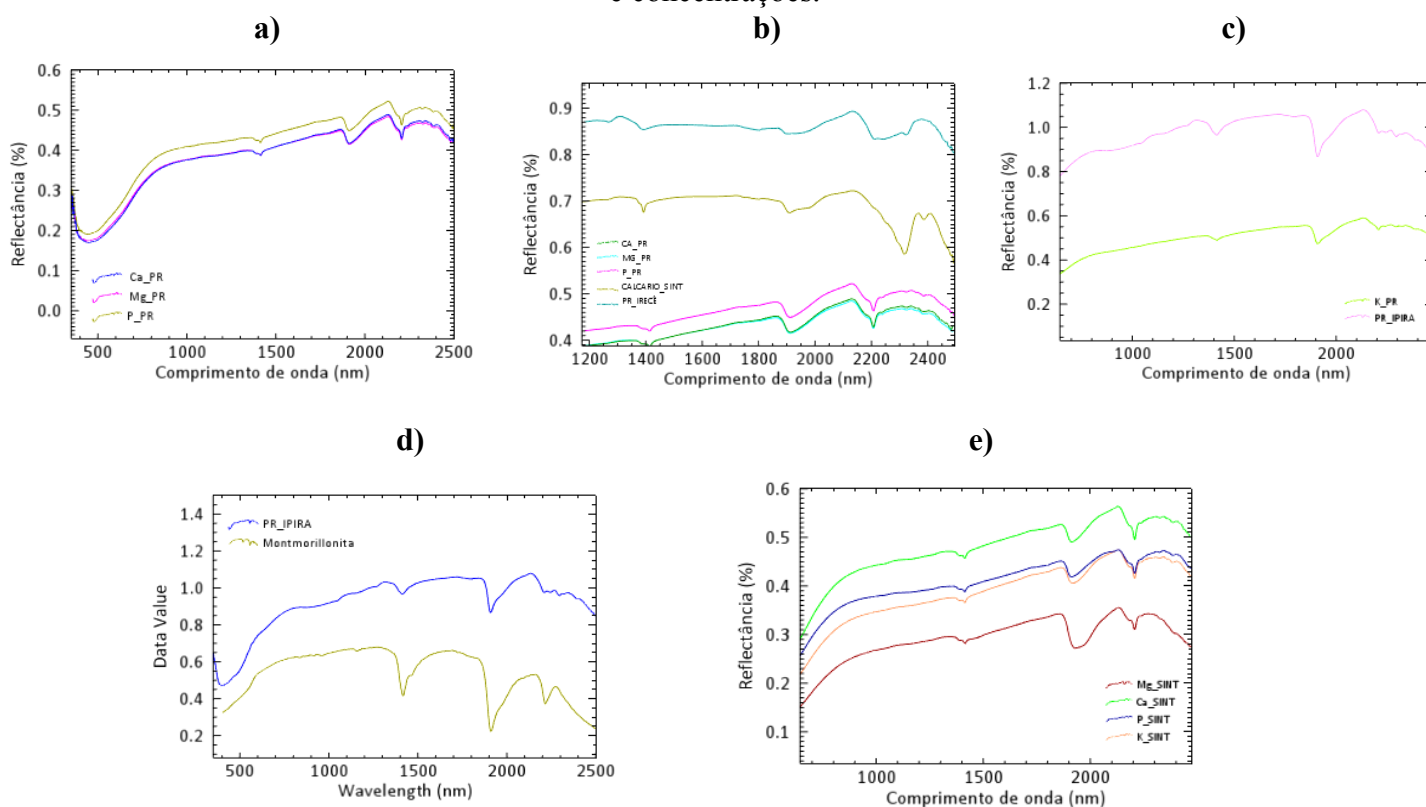 e concentrações.
a)
b)
c)
Reflectância (%)
0.6
0.5
0.4
0.3
0.2
0.1
0.0
Ca_PR
Mg_PR
P_PR
500
1000
1500
2000
2500
Comprimento de onda (nm)
Reflectância (%)
0.9
0.8
0.7
0.6
0.5
0.4
CA_PR
MG_PR
P_PR
CALCARIO_SINT
PR_IRECÊ
1200
1400
1600
1800
2000
2200
2400
Comprimento de onda (nm)
Reflectância (%)
1.2
1.0
0.8
0.6
0.4
0.2
K_PR
PR_IPIRA
1000
1500
2000
Comprimento de onda (nm)
d)
e)
Data Value
1.4
1.2
1.0
0.8
0.6
0.4
0.2
PR_IPIRA
Montmorillonita
500
1000
1500
2000
2500
Wavelength (nm)
Reflectância (%)
0.6
0.5
0.4
0.3
0.2
0.1
Mg_SINT
Ca_SINT
P_SINT
K_SINT
1000
1500
2000
Comprimento de onda (nm)